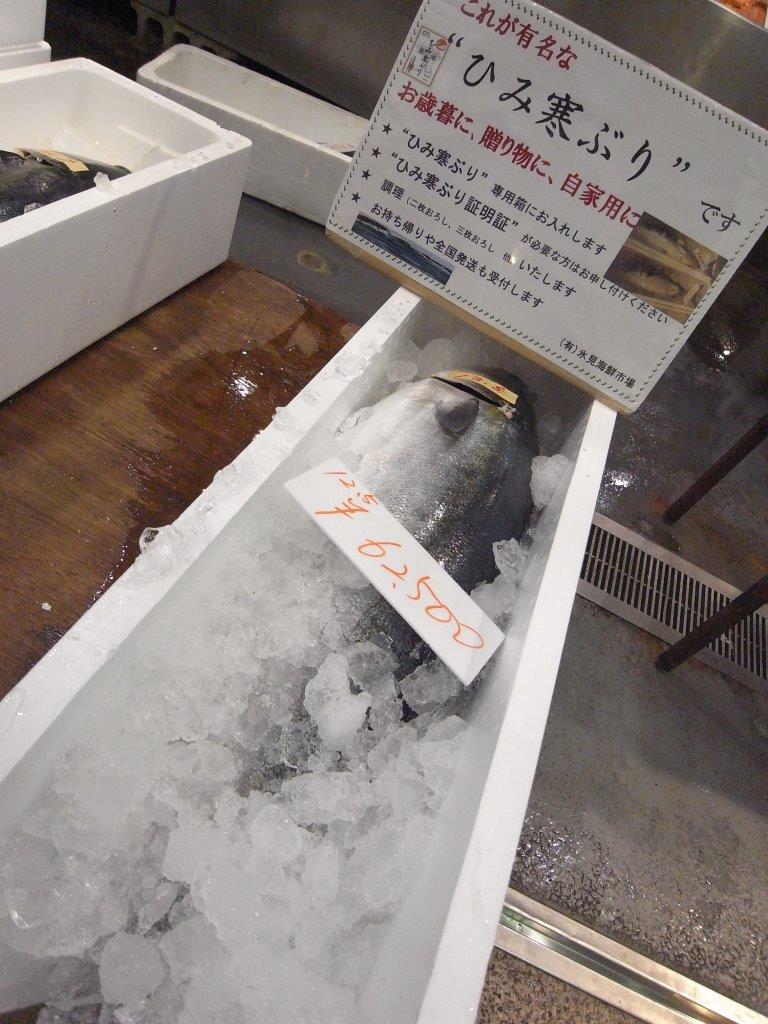 これが有名な
“ひみ寒ぶり”
です
お歳暮に、贈り物に、自家用に
★ “ひみ寒ぶり” 専用箱にお入れします
★ “ひみ寒ぶり証明証” が必要な方はお申し付けください
★ 調理（二枚おろし、三枚おろし 他）いたします
★ お持ち帰りや全国発送も受付します
（有）氷見海鮮市場
12.5
12.5
¥ 62,500